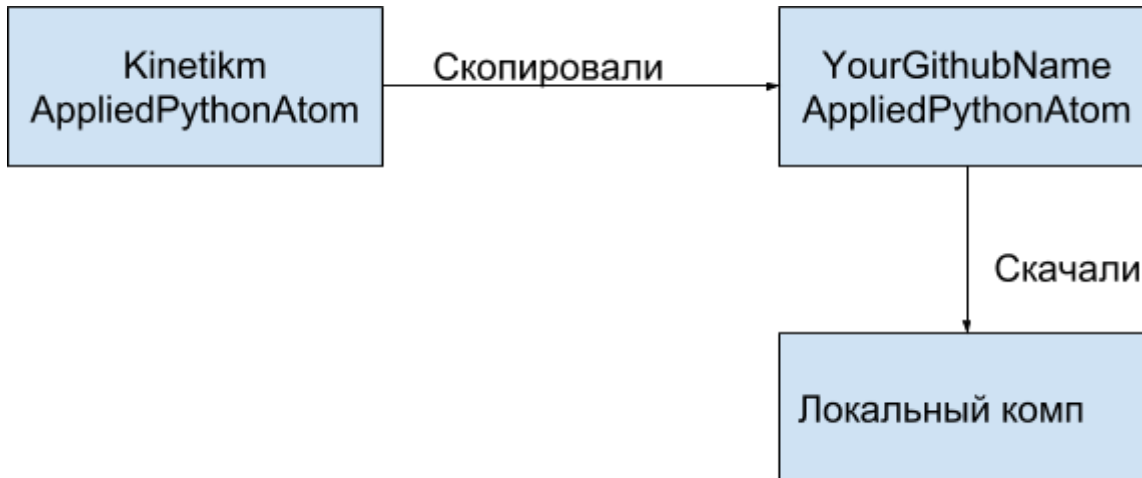 Kinetikm
AppliedPythonAtom
Скопировали
YourGithubName
AppliedPythonAtom
Скачали
Локальный комп